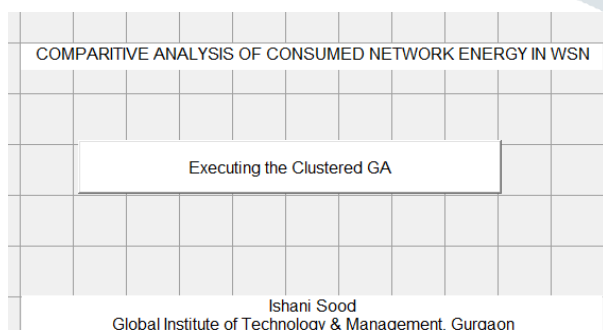 COMPARITIVE ANALYSIS OF CONSUMED NETWORK ENERGY IN WSN
Executing the Clustered GA
Ishani Sood
Global Institute of Technology & Management, Gurgaon